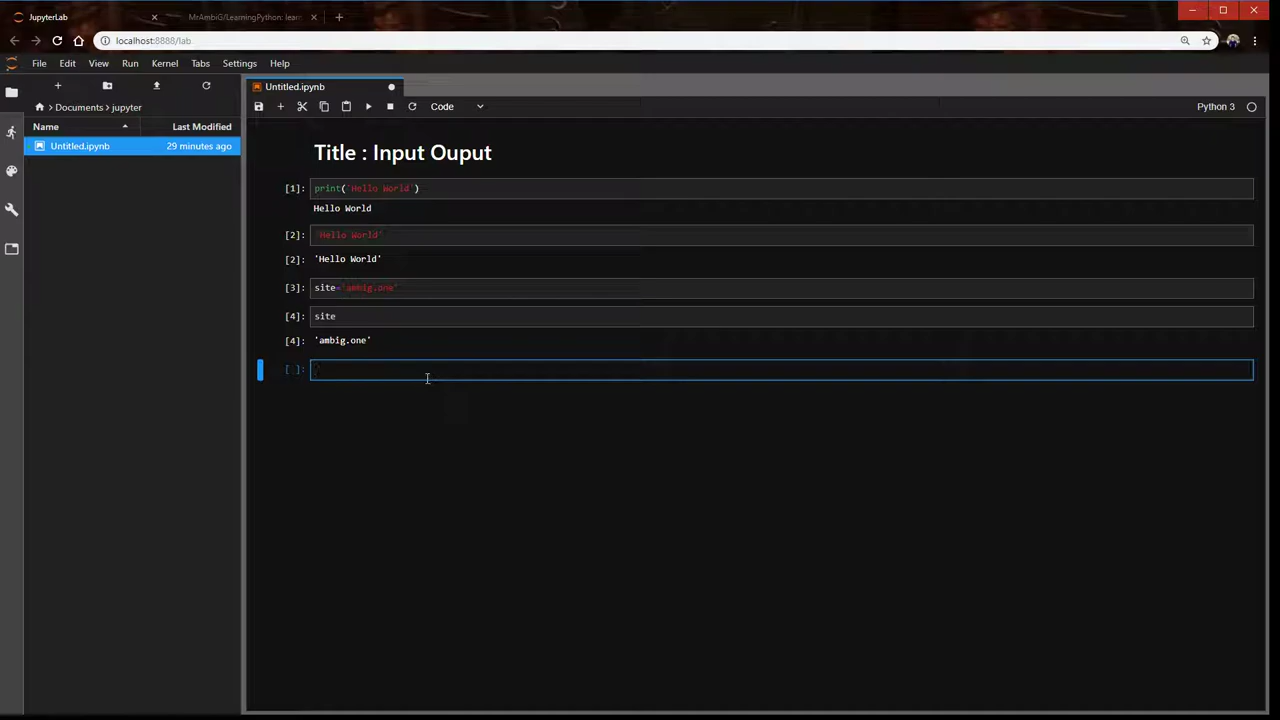 JupyterLab
MrAmbiG/LearningPython: learn
localhost:8888/lab
File Edit View Run Kernel Tabs Settings Help
Untitled.ipynb
Code
Python 3
Documents > jupyter
Name Last Modified
Untitled.ipynb 29 minutes ago
Title : Input Ouput
[1]: print('Hello World')
Hello World
[2]: 'Hello World'
[2]: 'Hello World'
[3]: site='ambig.one'
[4]: site
[4]: 'ambig.one'
[ ]: